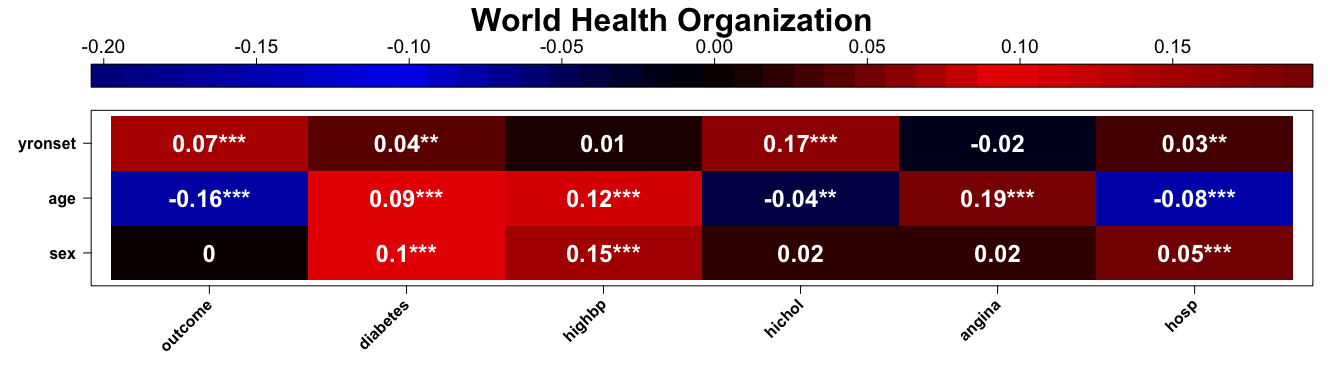 World Health Organization
-0.20 -0.15 -0.10 -0.05 0.00 0.05 0.10 0.15
yronset 0.07*** 0.04** 0.01 0.17*** -0.02 0.03**
age -0.16*** 0.09*** 0.12*** -0.04** 0.19*** -0.08***
sex 0 0.1*** 0.15*** 0.02 0.02 0.05***
outcome diabetes highbp hichol angina hosp